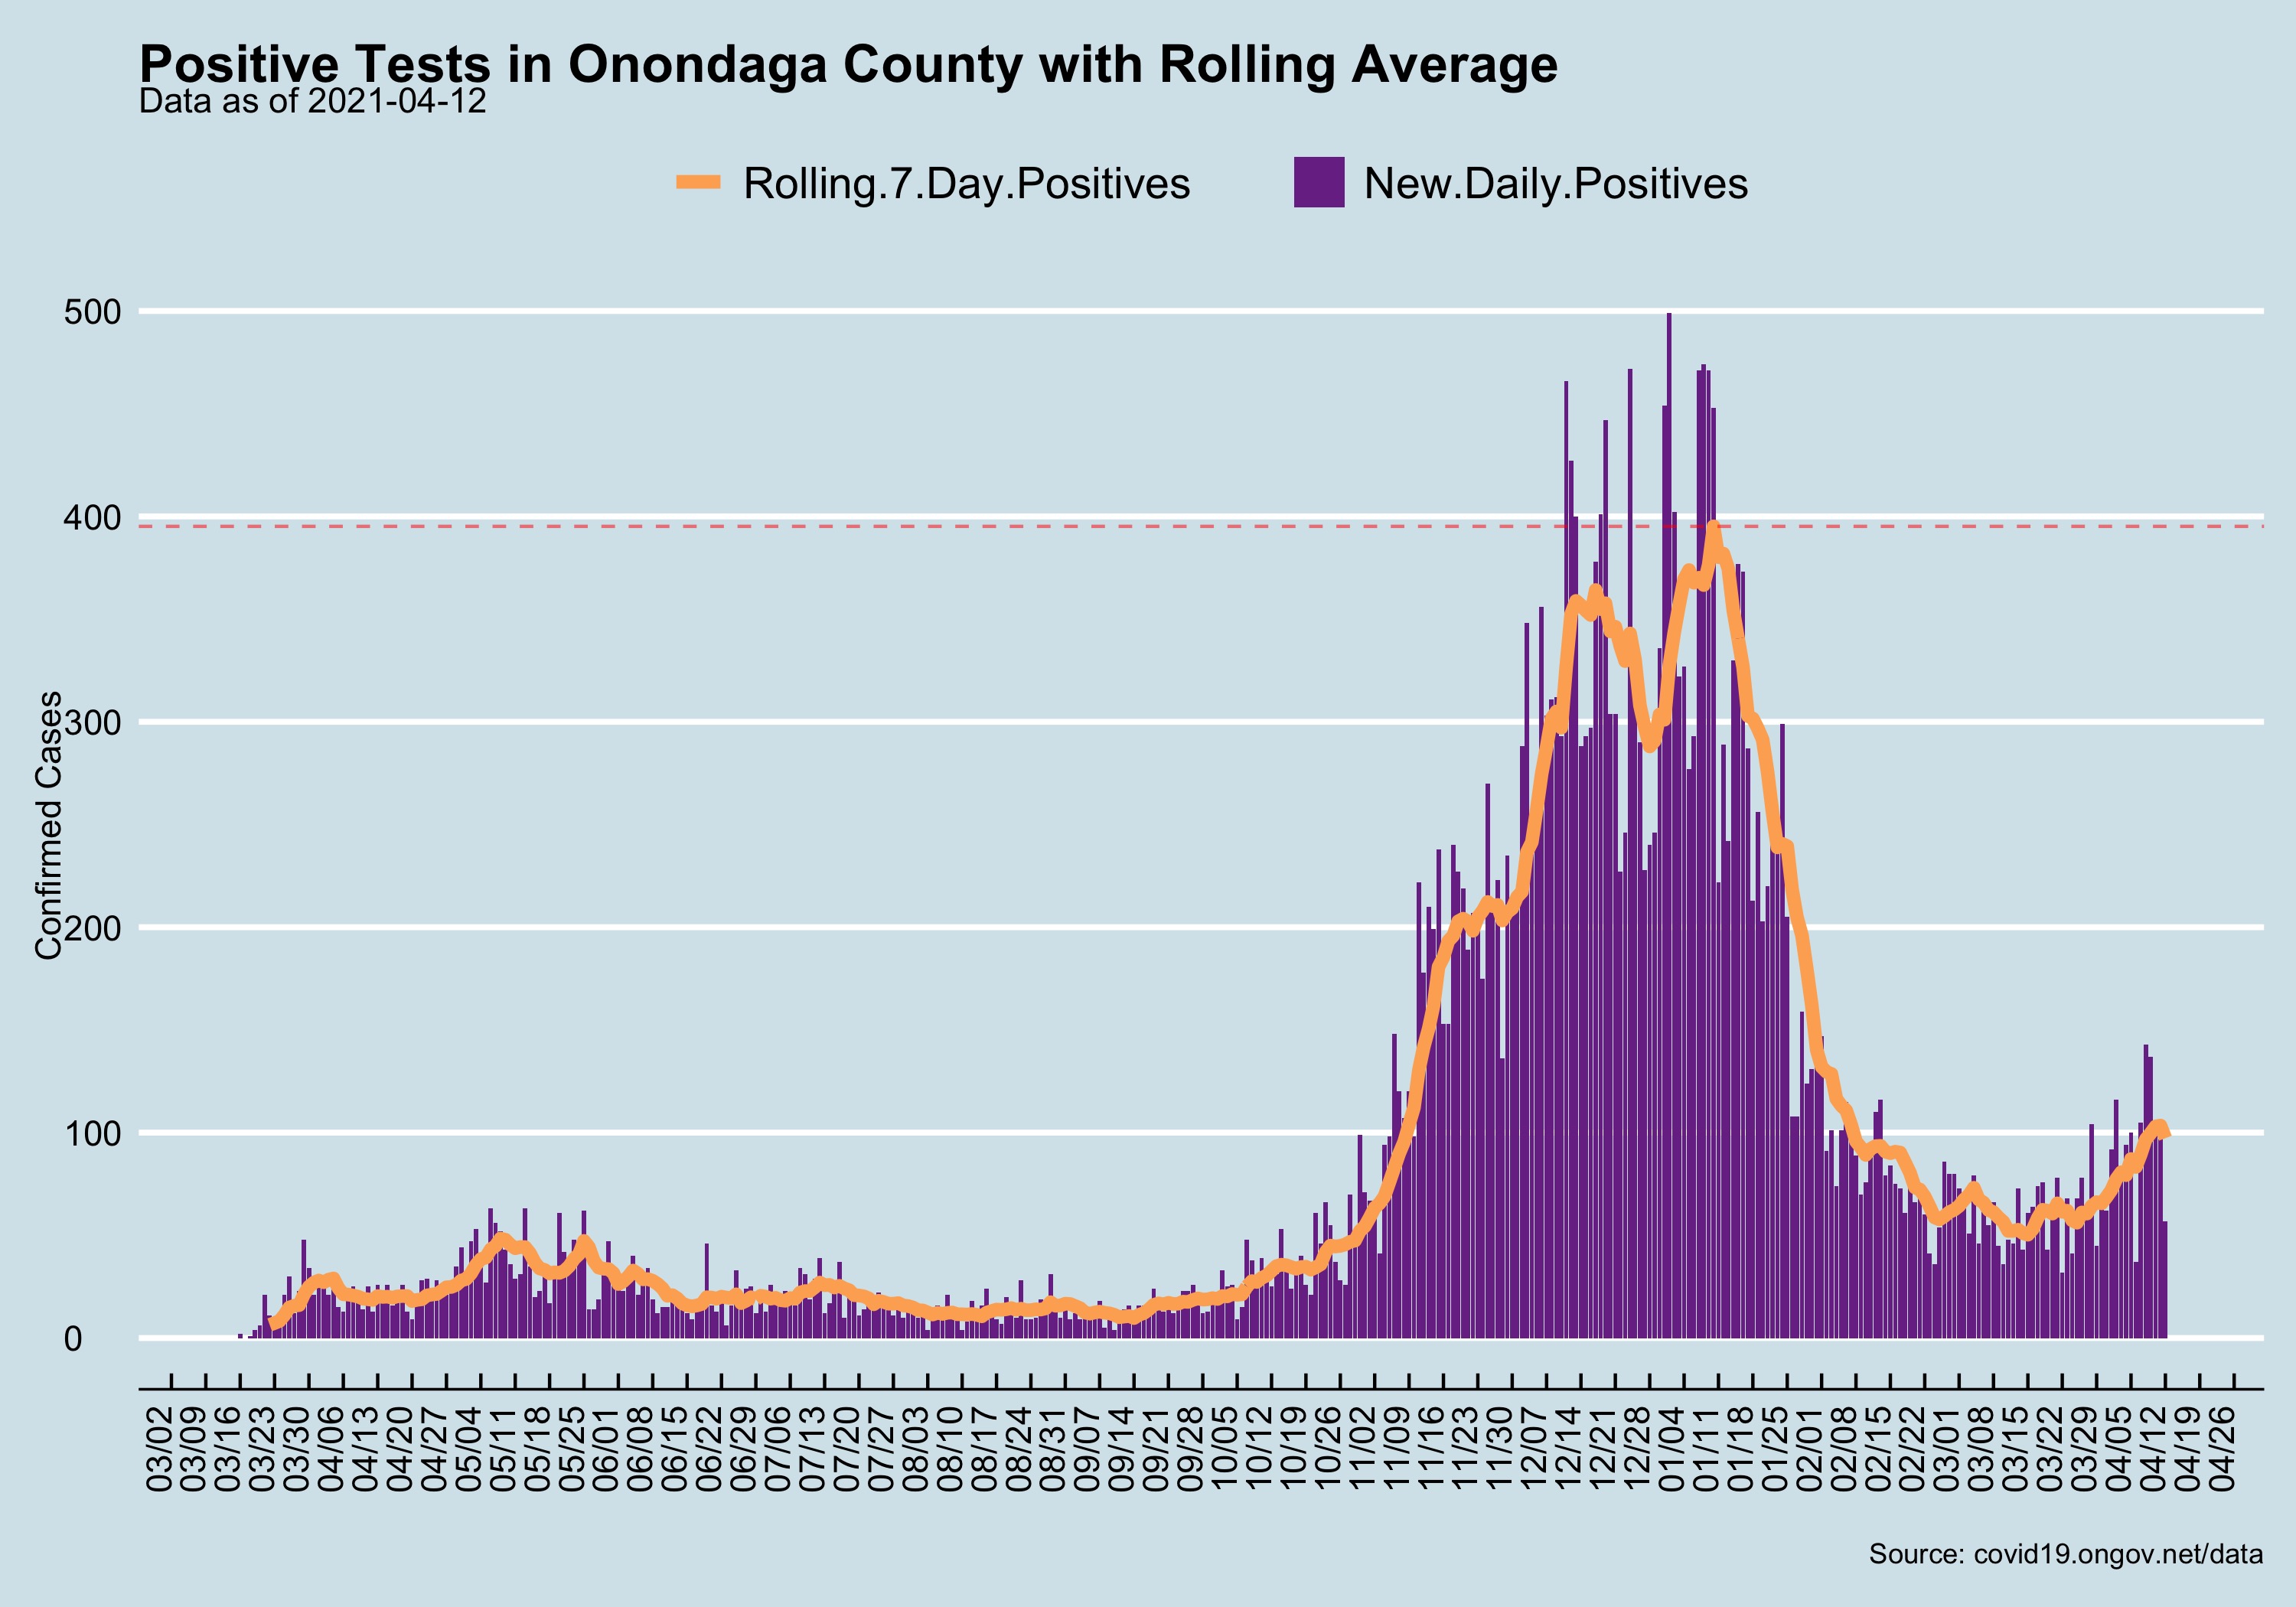 Positive Tests in Onondaga County with Rolling Average
Data as of 2021-04-12
Rolling.7.Day.Positives New.Daily.Positives
Confirmed Cases
500
400
300
200
100
0
03/02 03/09 03/16 03/23 03/30 04/06 04/13 04/20 04/27 05/04 05/11 05/18 05/25 06/01 06/08 06/15 06/22 06/29 07/06 07/13 07/20 07/27 08/03 08/10 08/17 08/24 08/31 09/07 09/14 09/21 09/28 10/05 10/12 10/19 10/26 11/02 11/09 11/16 11/23 11/30 12/07 12/14 12/21 12/28 01/04 01/11 01/18 01/25 02/01 02/08 02/15 02/22 03/01 03/08 03/15 03/22 03/29 04/05 04/12 04/19 04/26
Source: covid19.ongov.net/data